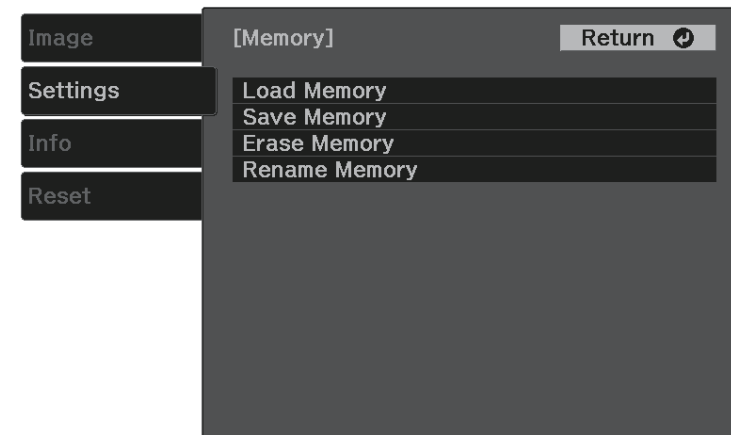 Image
Settings
Info
Reset
[Memory]
Return
Load Memory
Save Memory
Erase Memory
Rename Memory